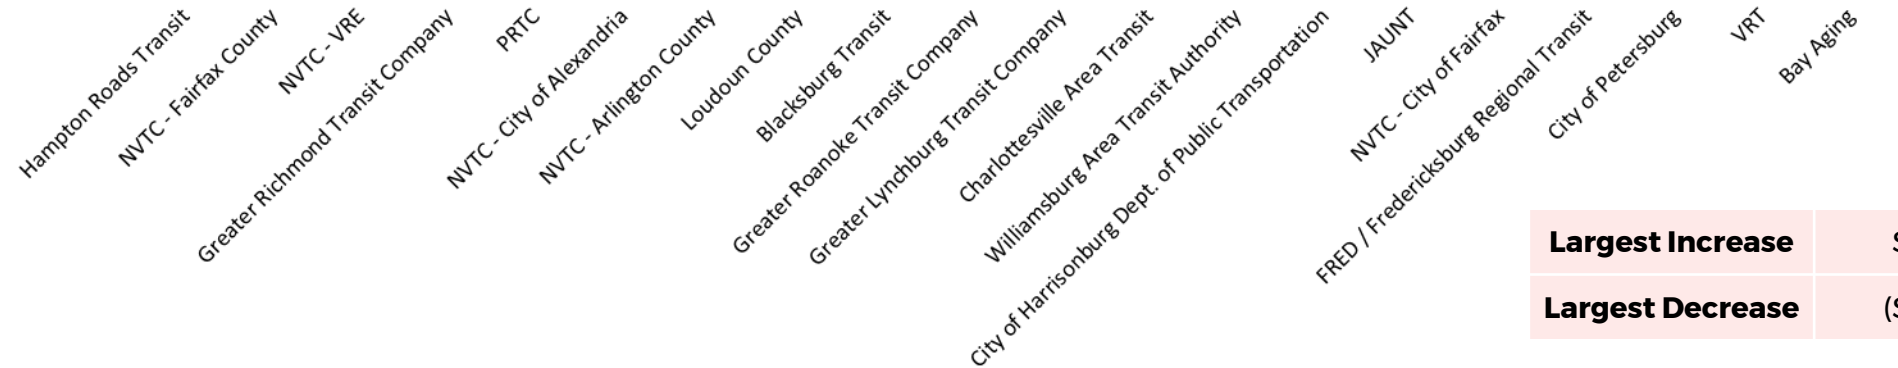 Hampton Roads Transit
NVTC - Fairfax County
NVTC - VRE
Greater Richmond Transit Company
PRTC
NVTC - City of Alexandria
NVTC - Arlington County
Loudoun County
Blacksburg Transit
Greater Roanoke Transit Company
Greater Lynchburg Transit Company
Charlottesville Area Transit
Williamsburg Area Transit Authority
City of Harrisonburg Dept. of Public Transportation
JAUNT
NVTC - City of Fairfax
FRED / Fredericksburg Regional Transit
City of Petersburg
VRT
Bay Aging
Largest Increase
Largest Decrease